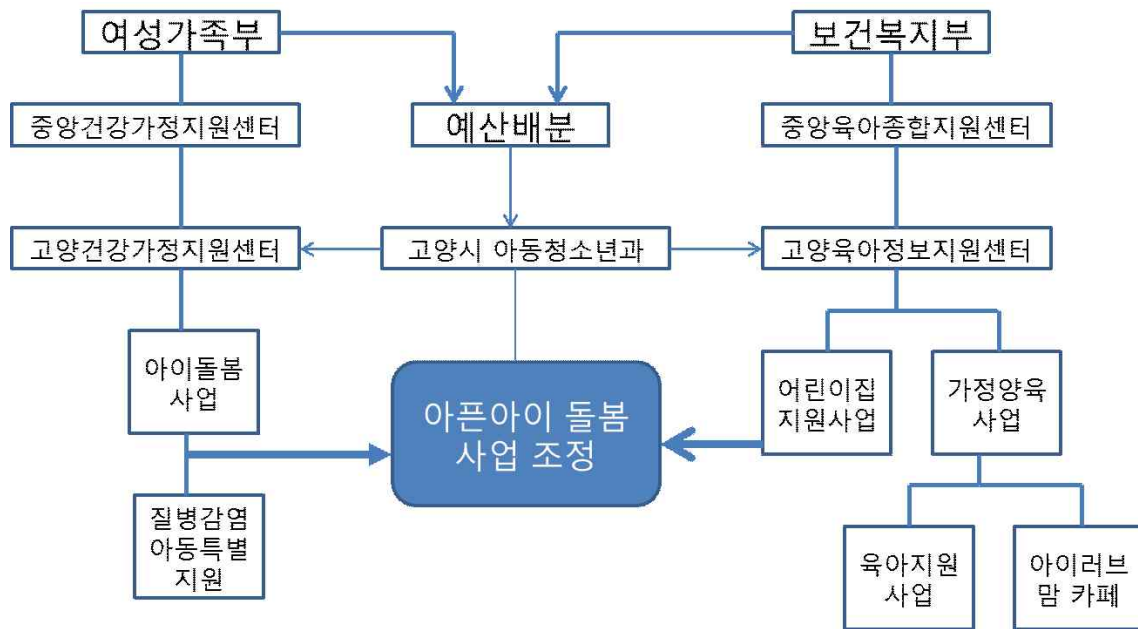 여성가족부
보건복지부
중앙건강가정지원센터
예산배분
중앙육아종합지원센터
고양건강가정지원센터
고양시 아동청소년과
고양육아정보지원센터
아이돌봄
사업
아픈아이 돌봄
사업 조정
어린이집
지원사업
가정양육
사업
질병감염
아동특별
지원
육아지원
사업
아이러브
맘 카페